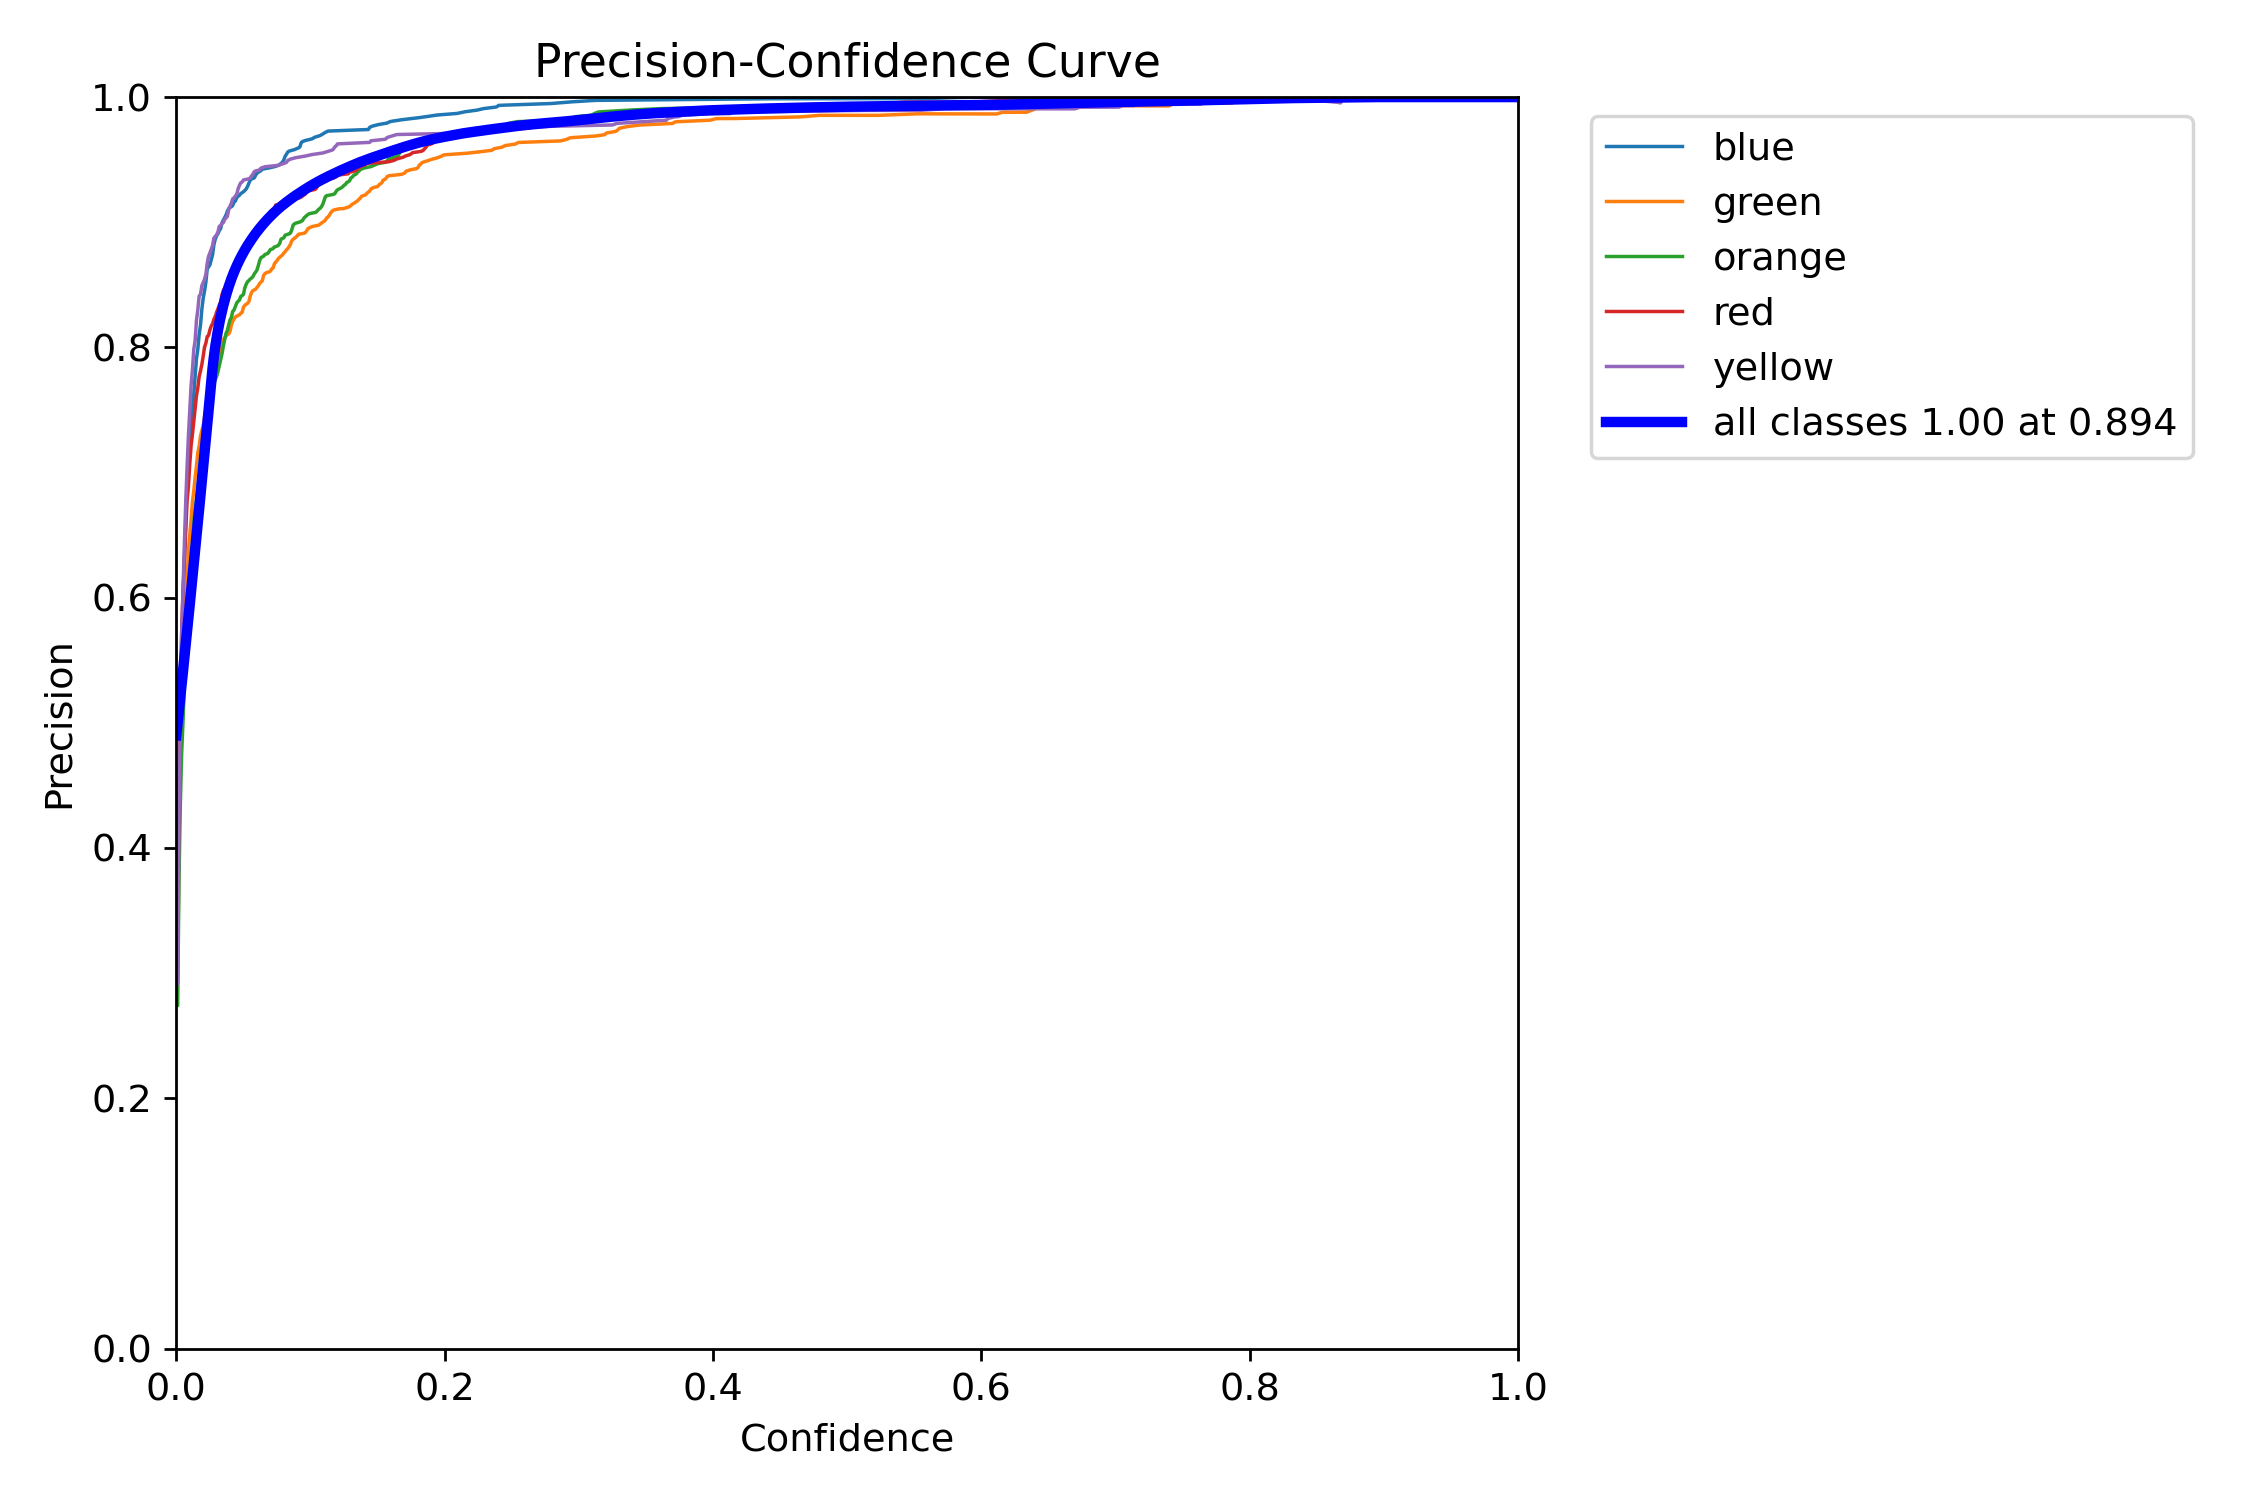 Precision-Confidence Curve
1.0
0.8
0.6
0.4
0.2
0.0
Precision
0.0 0.2 0.4 0.6 0.8 1.0
Confidence
blue
green
orange
red
yellow
all classes 1.00 at 0.894